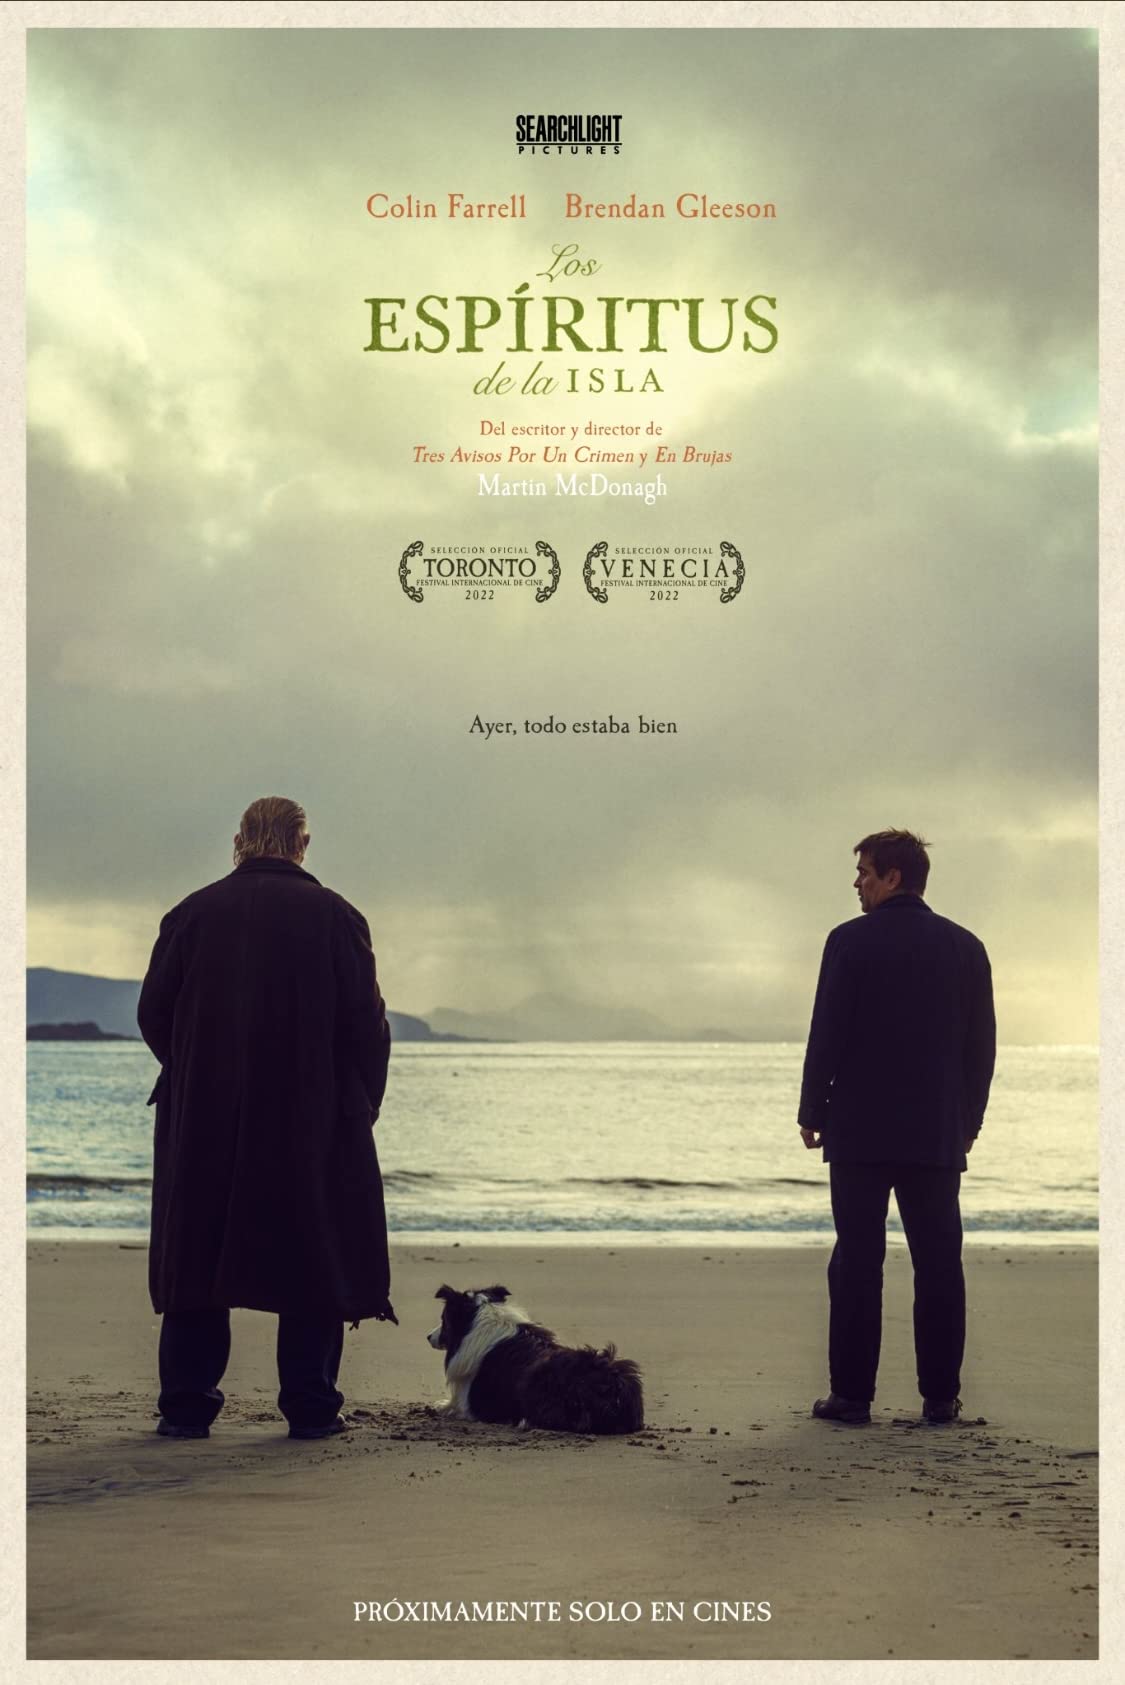 SEARCHLIGHT
PICTURES
Colin Farrell Brendan Gleeson
Los
ESPÍRITUS
de la ISLA
Del escritor y director de
Tres Avisos Por Un Crimen y En Brujas
Martin McDonagh
SELECCIÓN OFICIAL
TORONTO
FESTIVAL INTERNACIONAL DE CINE
2022
SELECCIÓN OFICIAL
VENECIA
FESTIVAL INTERNACIONAL DE CINE
2022
Ayer, todo estaba bien
PRÓXIMAMENTE SOLO EN CINES